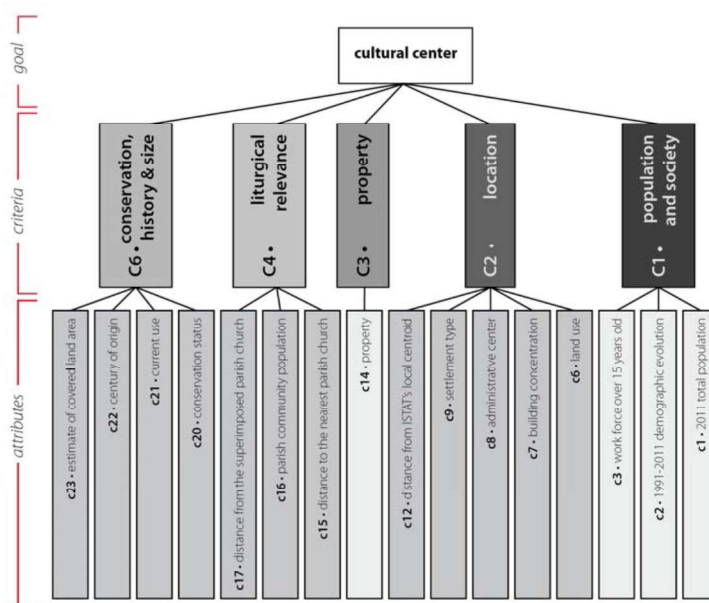 goal
cultural center
criteria
C6 • conservation,
history & size
C4 • liturgical
relevance
C3 • property
C2 • location
C1 • population
and society
attributes
c23 • estimate of covered land area
c22 • century of origin
c21 • current use
c20 • conservation status
c17 • distance from the superimposed parish church
c16 • parish community population
c15 • distance to the nearest parish church
c14 • property
c12 • distance from ISTAT's local centroid
c9 • settlement type
c8 • administrative center
c7 • building concentration
c6 • land use
c3 • work force over 15 years old
c2 • 1991-2011 demographic evolution
c1 • 2011 total population